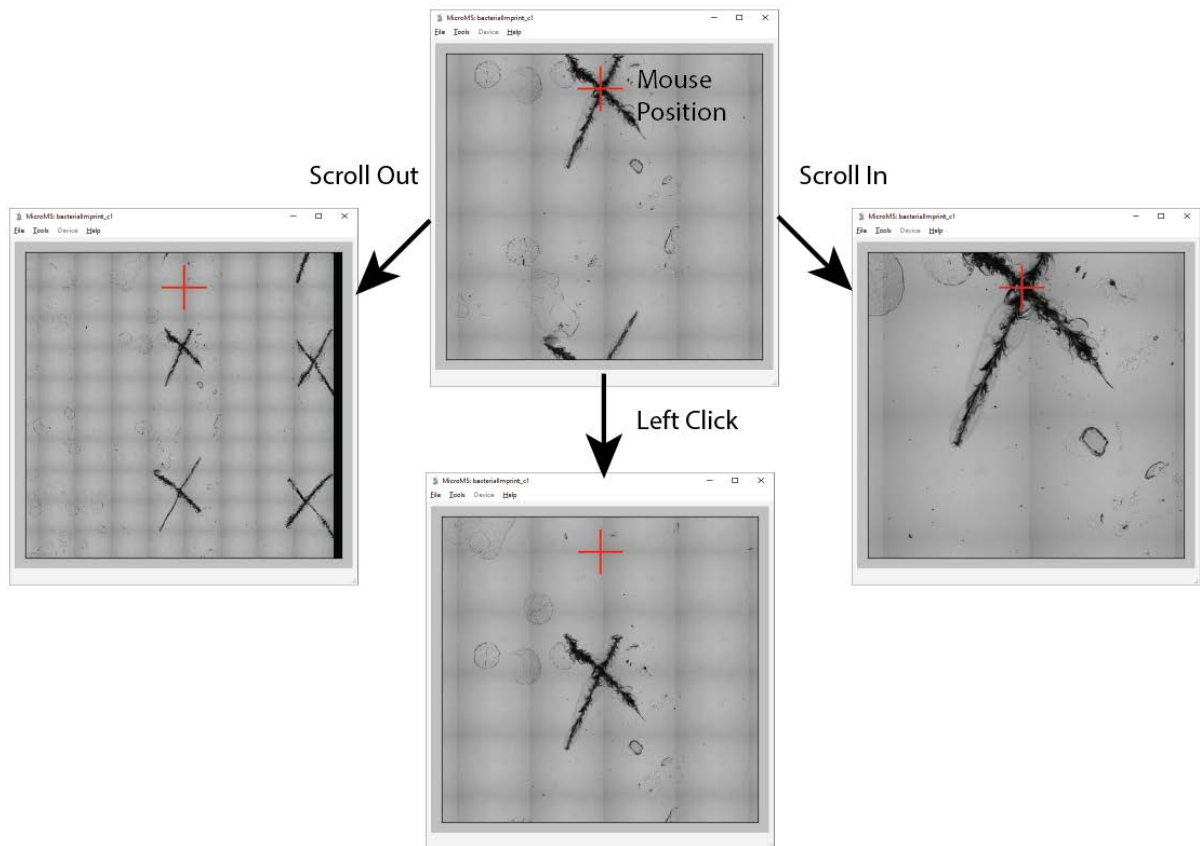 MicroMS: bacterialImprint_c1
File Tools Device Help
Mouse
Position
Scroll Out
Scroll In
MicroMS: bacterialImprint_c1
File Tools Device Help
MicroMS: bacterialImprint_c1
File Tools Device Help
Left Click
MicroMS: bacterialImprint_c1
File Tools Device Help